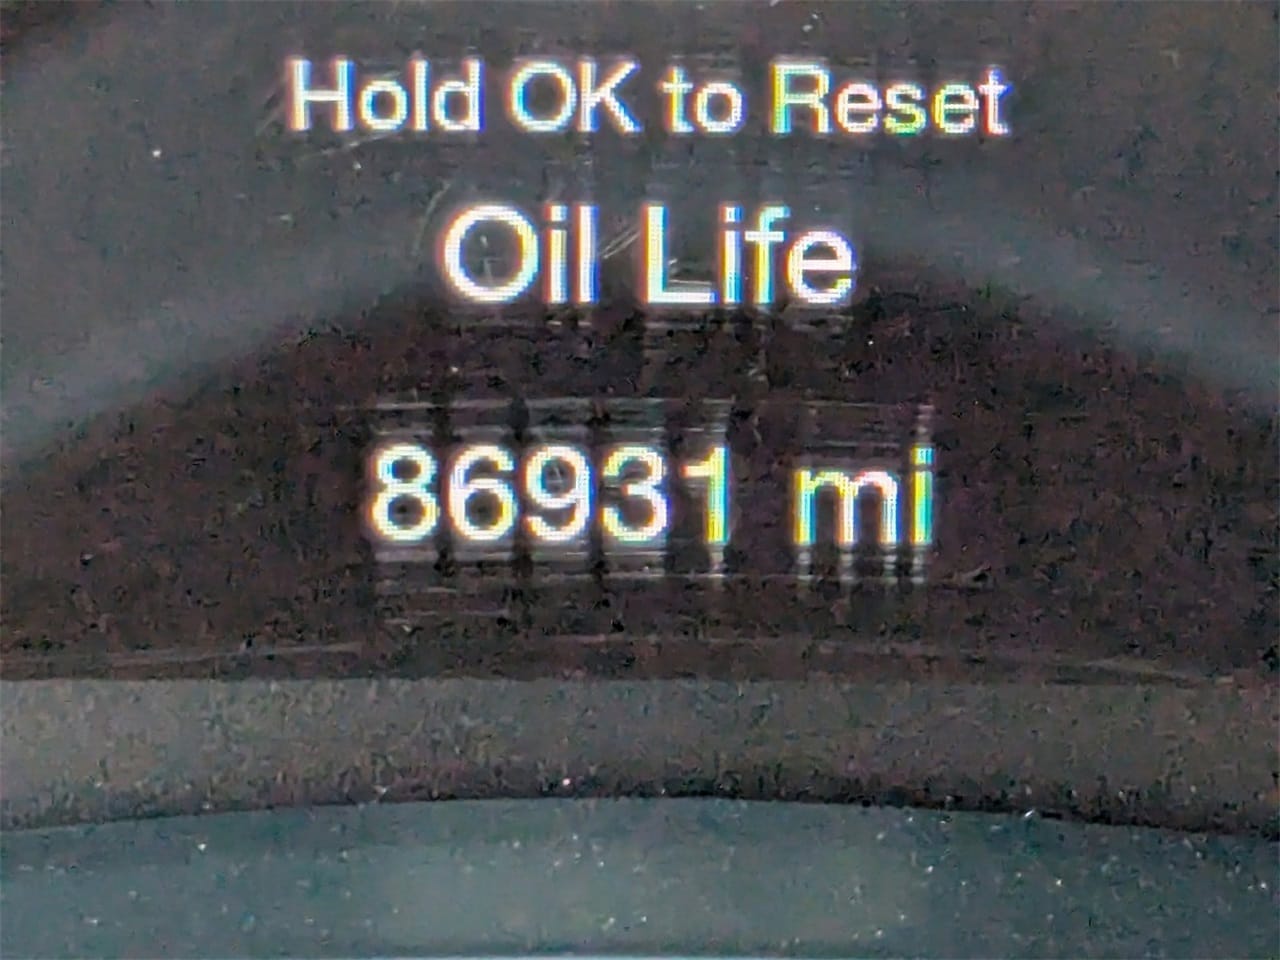 Hold OK to Reset
Oil Life
86931 mi